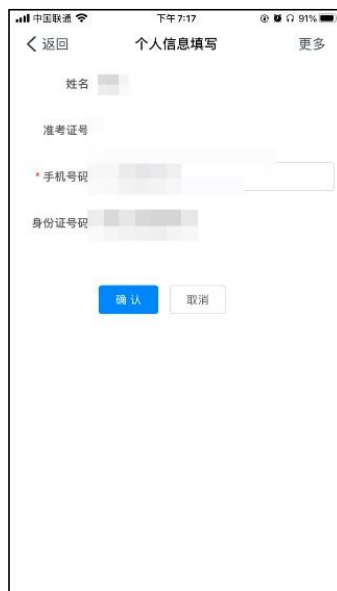 中国联通 下午 7:17 91%
返回 个人信息填写 更多
姓名
准考证号
* 手机号码
身份证号码
确 认 取消